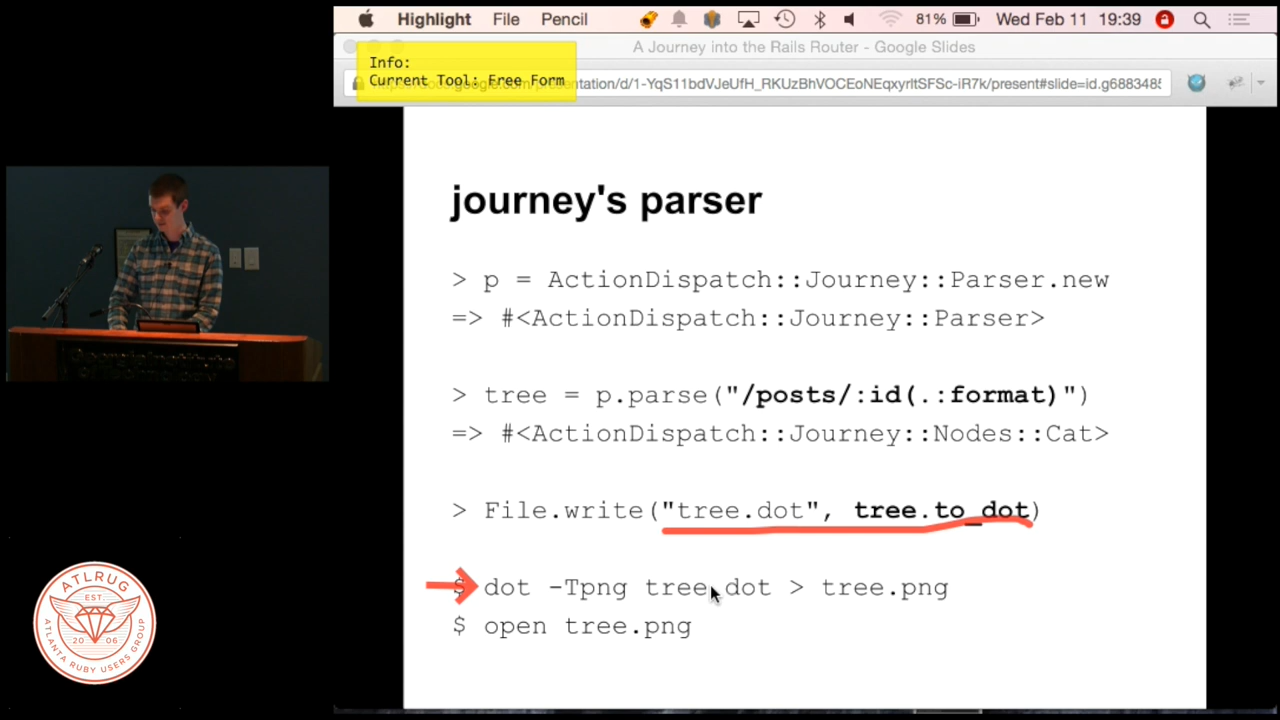 Highlight File Pencil 81% Wed Feb 11 19:39
A Journey into the Rails Router - Google Slides
Info:
Current Tool: Free Form
journey's parser
> p = ActionDispatch::Journey::Parser.new
=> #<ActionDispatch::Journey::Parser>
> tree = p.parse("/posts/:id(.:format)")
=> #<ActionDispatch::Journey::Nodes::Cat>
> File.write("tree.dot", tree.to_dot)
$ dot -Tpng tree.dot > tree.png
$ open tree.png
ATLRUG
EST.
20 06
ATLANTA RUBY USERS GROUP